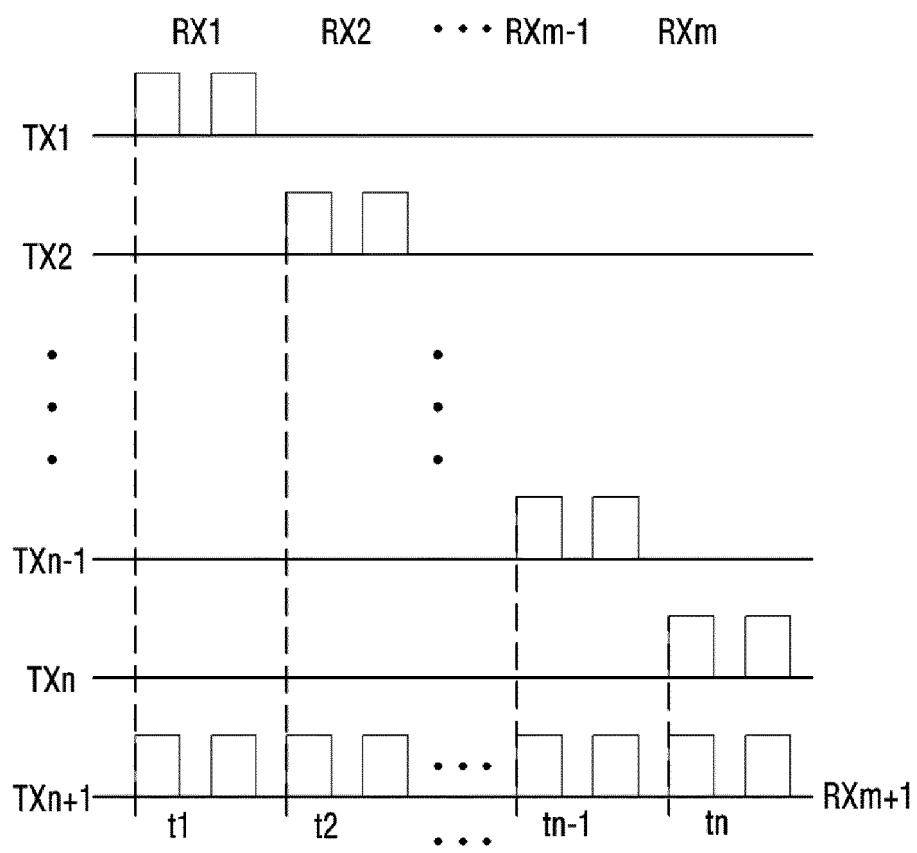 RX1 RX2 • • • RXm-1 RXm
TX1
TX2
TXn-1
TXn
TXn+1 • • • RXm+1
t1 t2 • • • tn-1 tn